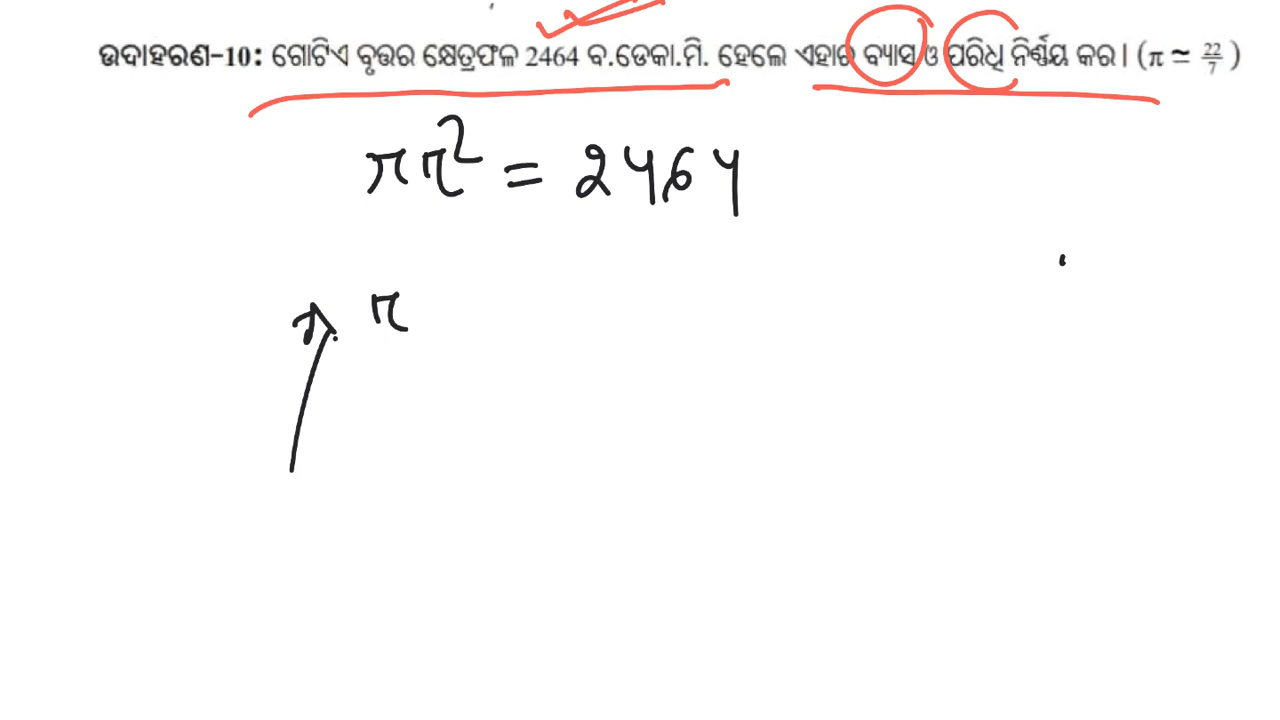 ଉଦାହରଣ-10: ଗୋଟିଏ ବୃତ୍ତର କ୍ଷେତ୍ରଫଳ 2464 ବ.ଡେକା.ମି. ହେଲେ ଏହାର ବ୍ୟାସ ଓ ପରିଧି ନିର୍ଣ୍ଣୟ କର। (π ≃ 22/7)
πr² = 2464
r